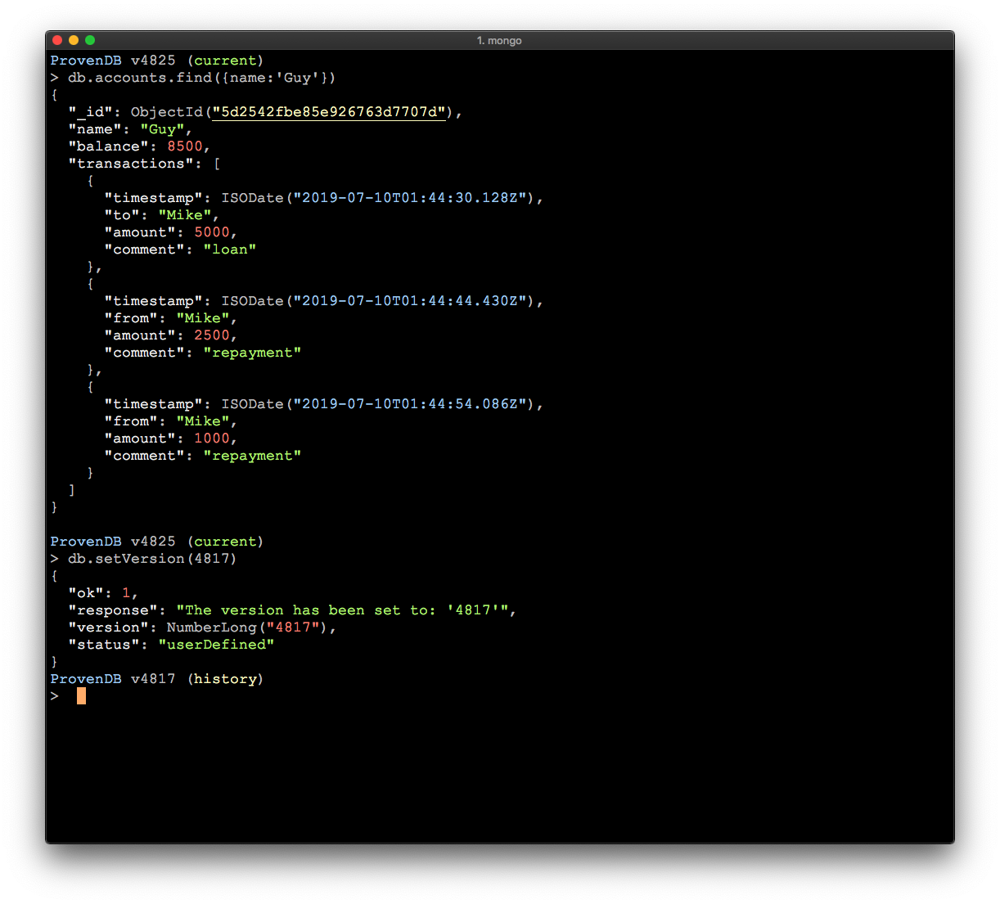 1. mongo
ProvenDB v4825 (current)
> db.accounts.find({name:'Guy'})
{
  "_id": ObjectId("5d2542fbe85e926763d7707d"),
  "name": "Guy",
  "balance": 8500,
  "transactions": [
    {
      "timestamp": ISODate("2019-07-10T01:44:30.128Z"),
      "to": "Mike",
      "amount": 5000,
      "comment": "loan"
    },
    {
      "timestamp": ISODate("2019-07-10T01:44:44.430Z"),
      "from": "Mike",
      "amount": 2500,
      "comment": "repayment"
    },
    {
      "timestamp": ISODate("2019-07-10T01:44:54.086Z"),
      "from": "Mike",
      "amount": 1000,
      "comment": "repayment"
    }
  ]
}
ProvenDB v4825 (current)
> db.setVersion(4817)
{
  "ok": 1,
  "response": "The version has been set to: '4817'",
  "version": NumberLong("4817"),
  "status": "userDefined"
}
ProvenDB v4817 (history)
>